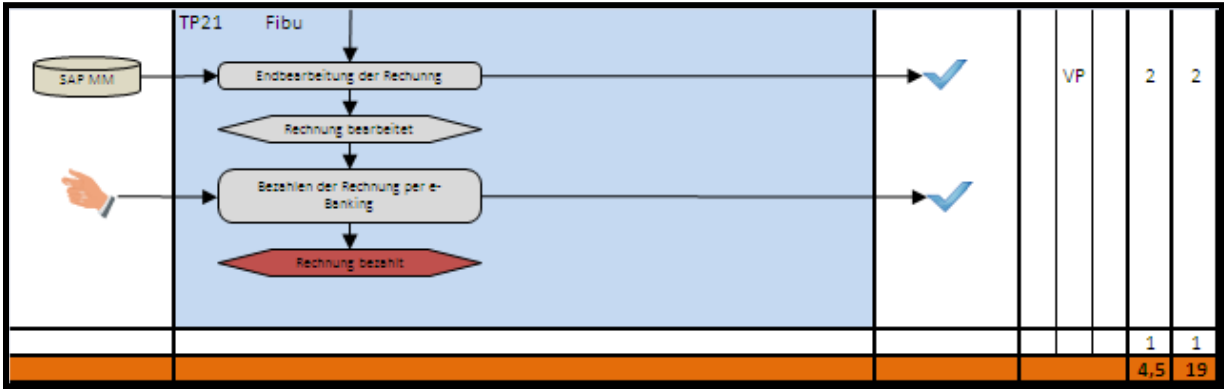 TP21 Fibu
SAP MM
Endbearbeitung der Rechunng
VP 2 2
Rechnung bearbeitet
Bezahlen der Rechnung per e-
Banking
Rechnung bezahlt
1 1
4,5 19